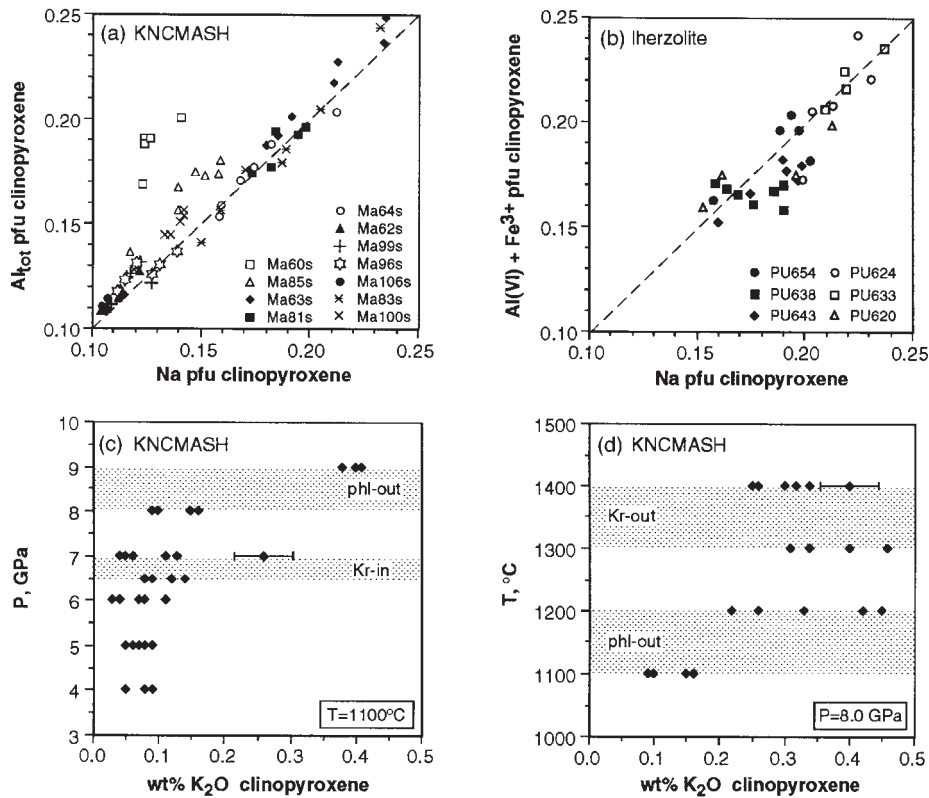 (a) KNCMASH
Al_tot pfu clinopyroxene
0.25
0.20
0.15
0.10
0.10 0.15 0.20 0.25
Na pfu clinopyroxene
Ma64s
Ma62s
Ma99s
Ma60s Ma96s
Ma85s Ma106s
Ma63s Ma83s
Ma81s Ma100s
(b) lherzolite
Al(VI) + Fe3+ pfu clinopyroxene
0.25
0.20
0.15
0.10
0.10 0.15 0.20 0.25
Na pfu clinopyroxene
PU654 PU624
PU638 PU633
PU643 PU620
(c) KNCMASH
P, GPa
10
9
8
7
6
5
4
3
phl-out
Kr-in
T=1100°C
0.0 0.1 0.2 0.3 0.4 0.5
wt% K2O clinopyroxene
(d) KNCMASH
T, °C
1500
1400
1300
1200
1100
1000
Kr-out
phl-out
P=8.0 GPa
0.0 0.1 0.2 0.3 0.4 0.5
wt% K2O clinopyroxene